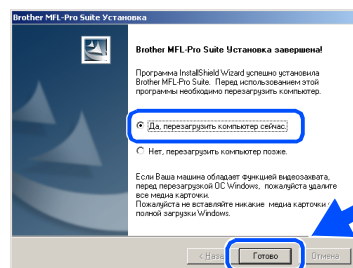 Brother MFL-Pro Suite Установка
Brother MFL-Pro Suite Установка завершена!
Программа InstallShield Wizard успешно установила
Brother MFL-Pro Suite. Перед использованием этой
программы необходимо перезагрузить компьютер.
Да, перезагрузить компьютер сейчас.
Нет, перезагрузить компьютер позже.
Если Ваша машина обладает функцией видеозахвата,
перед перезагрузкой ОС Windows, пожалуйста удалите
все медиа карточки.
Пожалуйста не вставляйте никакие медиа карточки
полной загрузки Windows.
< Назад Готово Отмена